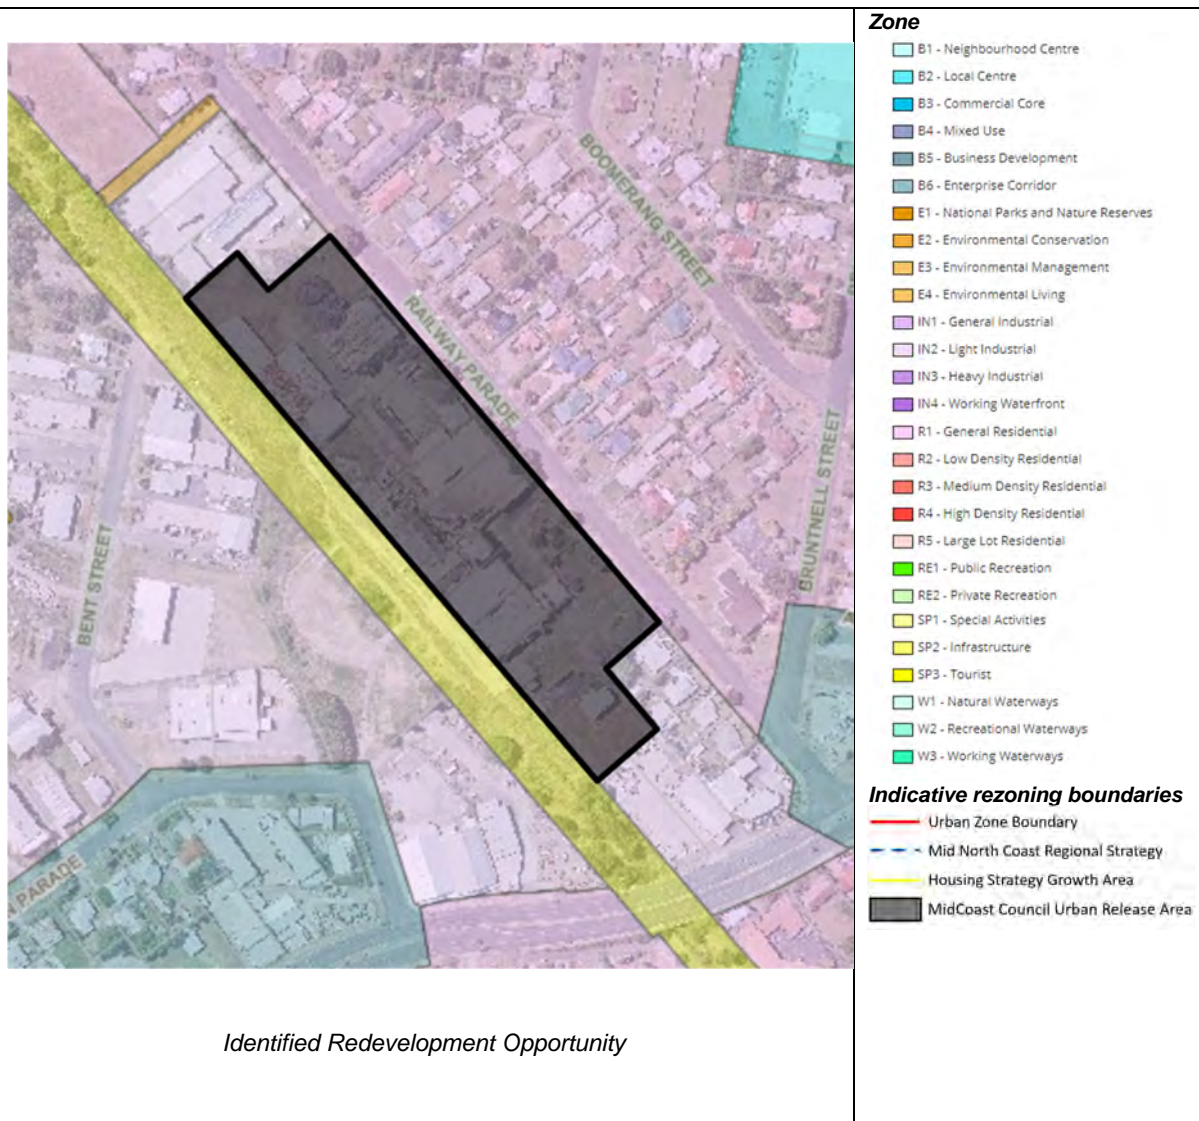 BOOMERANG STREET
RAILWAY PARADE
BRUNTNELL STREET
BENT STREET
N PARADE
Identified Redevelopment Opportunity
Zone
B1 - Neighbourhood Centre
B2 - Local Centre
B3 - Commercial Core
B4 - Mixed Use
B5 - Business Development
B6 - Enterprise Corridor
E1 - National Parks and Nature Reserves
E2 - Environmental Conservation
E3 - Environmental Management
E4 - Environmental Living
IN1 - General Industrial
IN2 - Light Industrial
IN3 - Heavy Industrial
IN4 - Working Waterfront
R1 - General Residential
R2 - Low Density Residential
R3 - Medium Density Residential
R4 - High Density Residential
R5 - Large Lot Residential
RE1 - Public Recreation
RE2 - Private Recreation
SP1 - Special Activities
SP2 - Infrastructure
SP3 - Tourist
W1 - Natural Waterways
W2 - Recreational Waterways
W3 - Working Waterways
Indicative rezoning boundaries
Urban Zone Boundary
Mid North Coast Regional Strategy
Housing Strategy Growth Area
MidCoast Council Urban Release Area